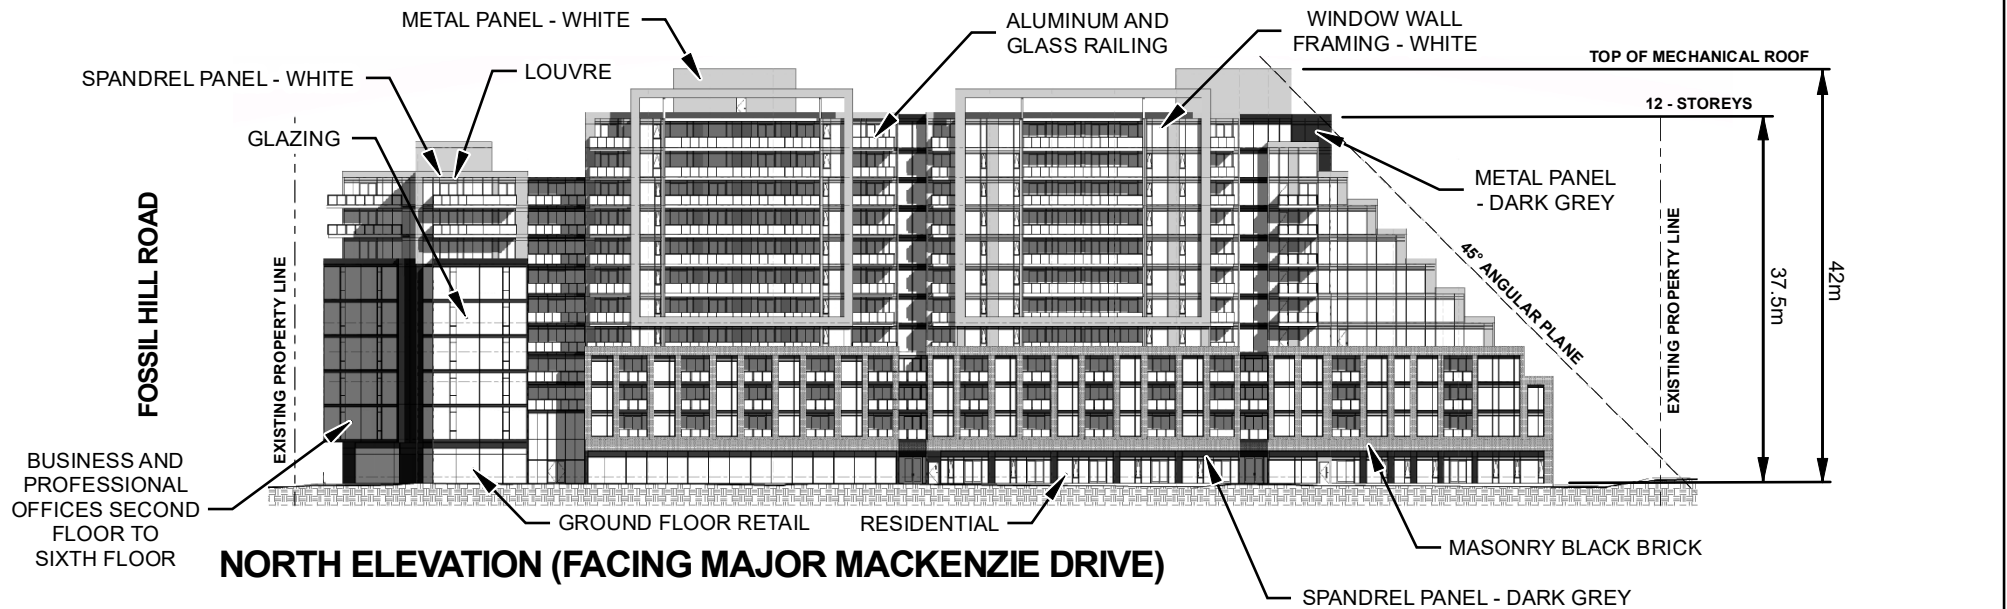 METAL PANEL - WHITE
ALUMINUM AND
GLASS RAILING
WINDOW WALL
FRAMING - WHITE
TOP OF MECHANICAL ROOF
SPANDREL PANEL - WHITE
LOUVRE
12 - STOREYS
GLAZING
METAL PANEL
- DARK GREY
FOSSIL HILL ROAD
EXISTING PROPERTY LINE
45° ANGULAR PLANE
EXISTING PROPERTY LINE
37.5m
42m
BUSINESS AND
PROFESSIONAL
OFFICES SECOND
FLOOR TO
SIXTH FLOOR
GROUND FLOOR RETAIL
RESIDENTIAL
MASONRY BLACK BRICK
NORTH ELEVATION (FACING MAJOR MACKENZIE DRIVE)
SPANDREL PANEL - DARK GREY